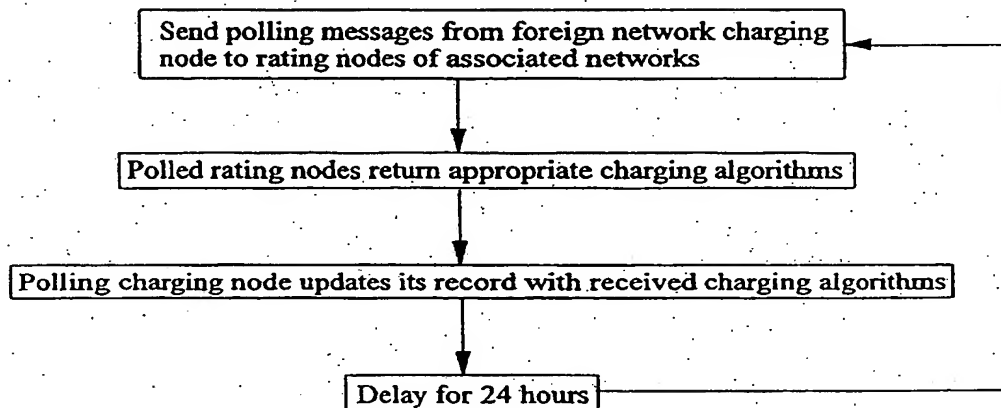 Send polling messages from foreign network charging
node to rating nodes of associated networks
Polled rating nodes return appropriate charging algorithms
Polling charging node updates its record with received charging algorithms
Delay for 24 hours